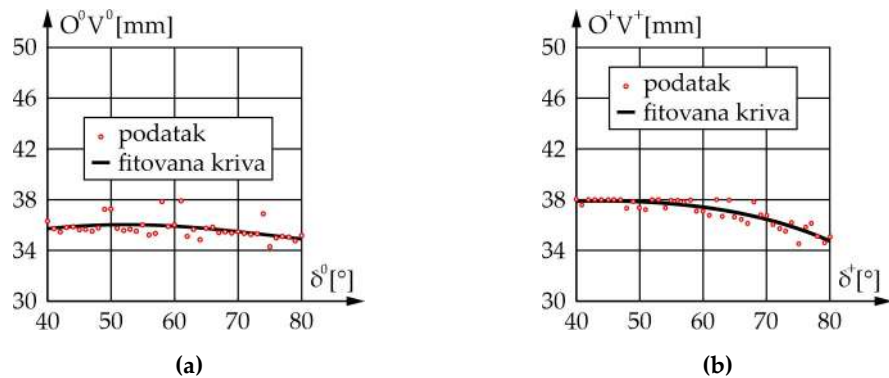 O⁰V⁰[mm]
50
46
42
38
34
30
podatak
fitovana kriva
δ⁰[°]
40 50 60 70 80
(a)
O⁺V⁺[mm]
50
46
42
38
34
30
podatak
fitovana kriva
δ⁺[°]
40 50 60 70 80
(b)